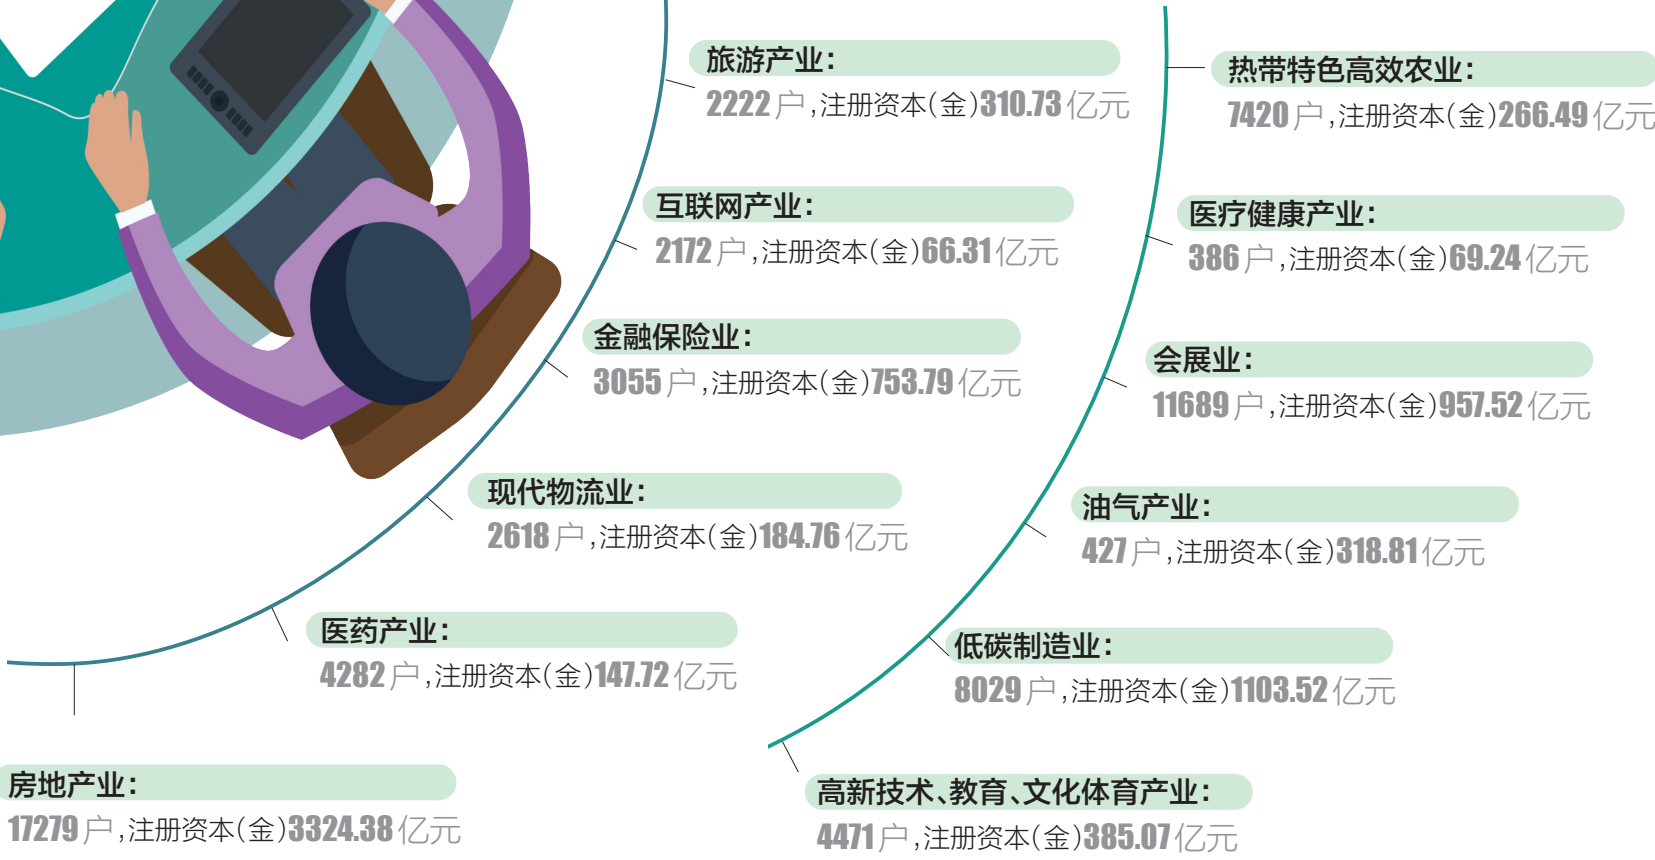 旅游产业：
2222户，注册资本（金）310.73亿元
互联网产业：
2172户，注册资本（金）66.31亿元
金融保险业：
3055户，注册资本（金）753.79亿元
现代物流业：
2618户，注册资本（金）184.76亿元
医药产业：
4282户，注册资本（金）147.72亿元
房地产业：
17279户，注册资本（金）3324.38亿元
热带特色高效农业：
7420户，注册资本（金）266.49亿元
医疗健康产业：
386户，注册资本（金）69.24亿元
会展业：
11689户，注册资本（金）957.52亿元
油气产业：
427户，注册资本（金）318.81亿元
低碳制造业：
8029户，注册资本（金）1103.52亿元
高新技术、教育、文化体育产业：
4471户，注册资本（金）385.07亿元